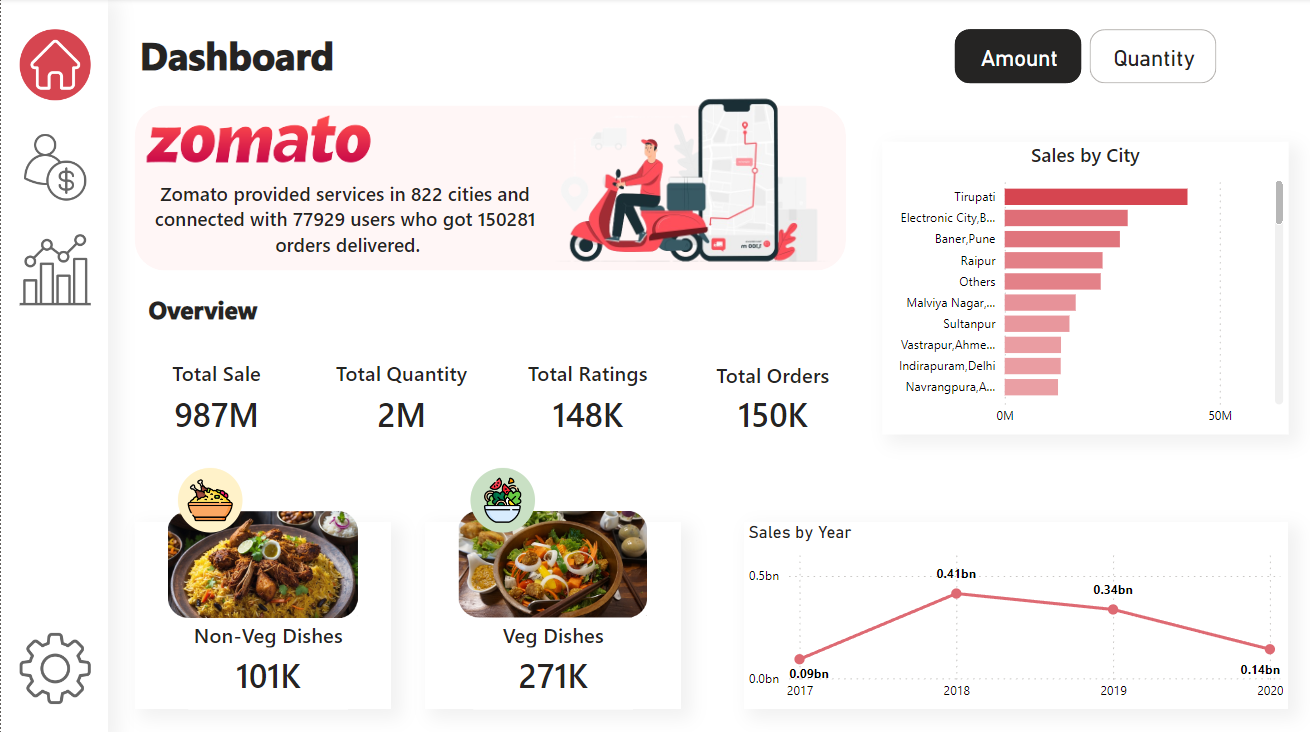 Dashboard
Amount
Quantity
zomato
Zomato provided services in 822 cities and
connected with 77929 users who got 150281
orders delivered.
Overview
Total Sale
987M
Total Quantity
2M
Total Ratings
148K
Total Orders
150K
Sales by City
Tirupati
Electronic City,B...
Baner,Pune
Raipur
Others
Malviya Nagar,...
Sultanpur
Vastrapur,Ahme...
Indirapuram,Delhi
Navrangpura,A...
0M
50M
$
Non-Veg Dishes
101K
Veg Dishes
271K
Sales by Year
0.5bn
0.0bn
0.09bn
0.41bn
0.34bn
0.14bn
2017
2018
2019
2020